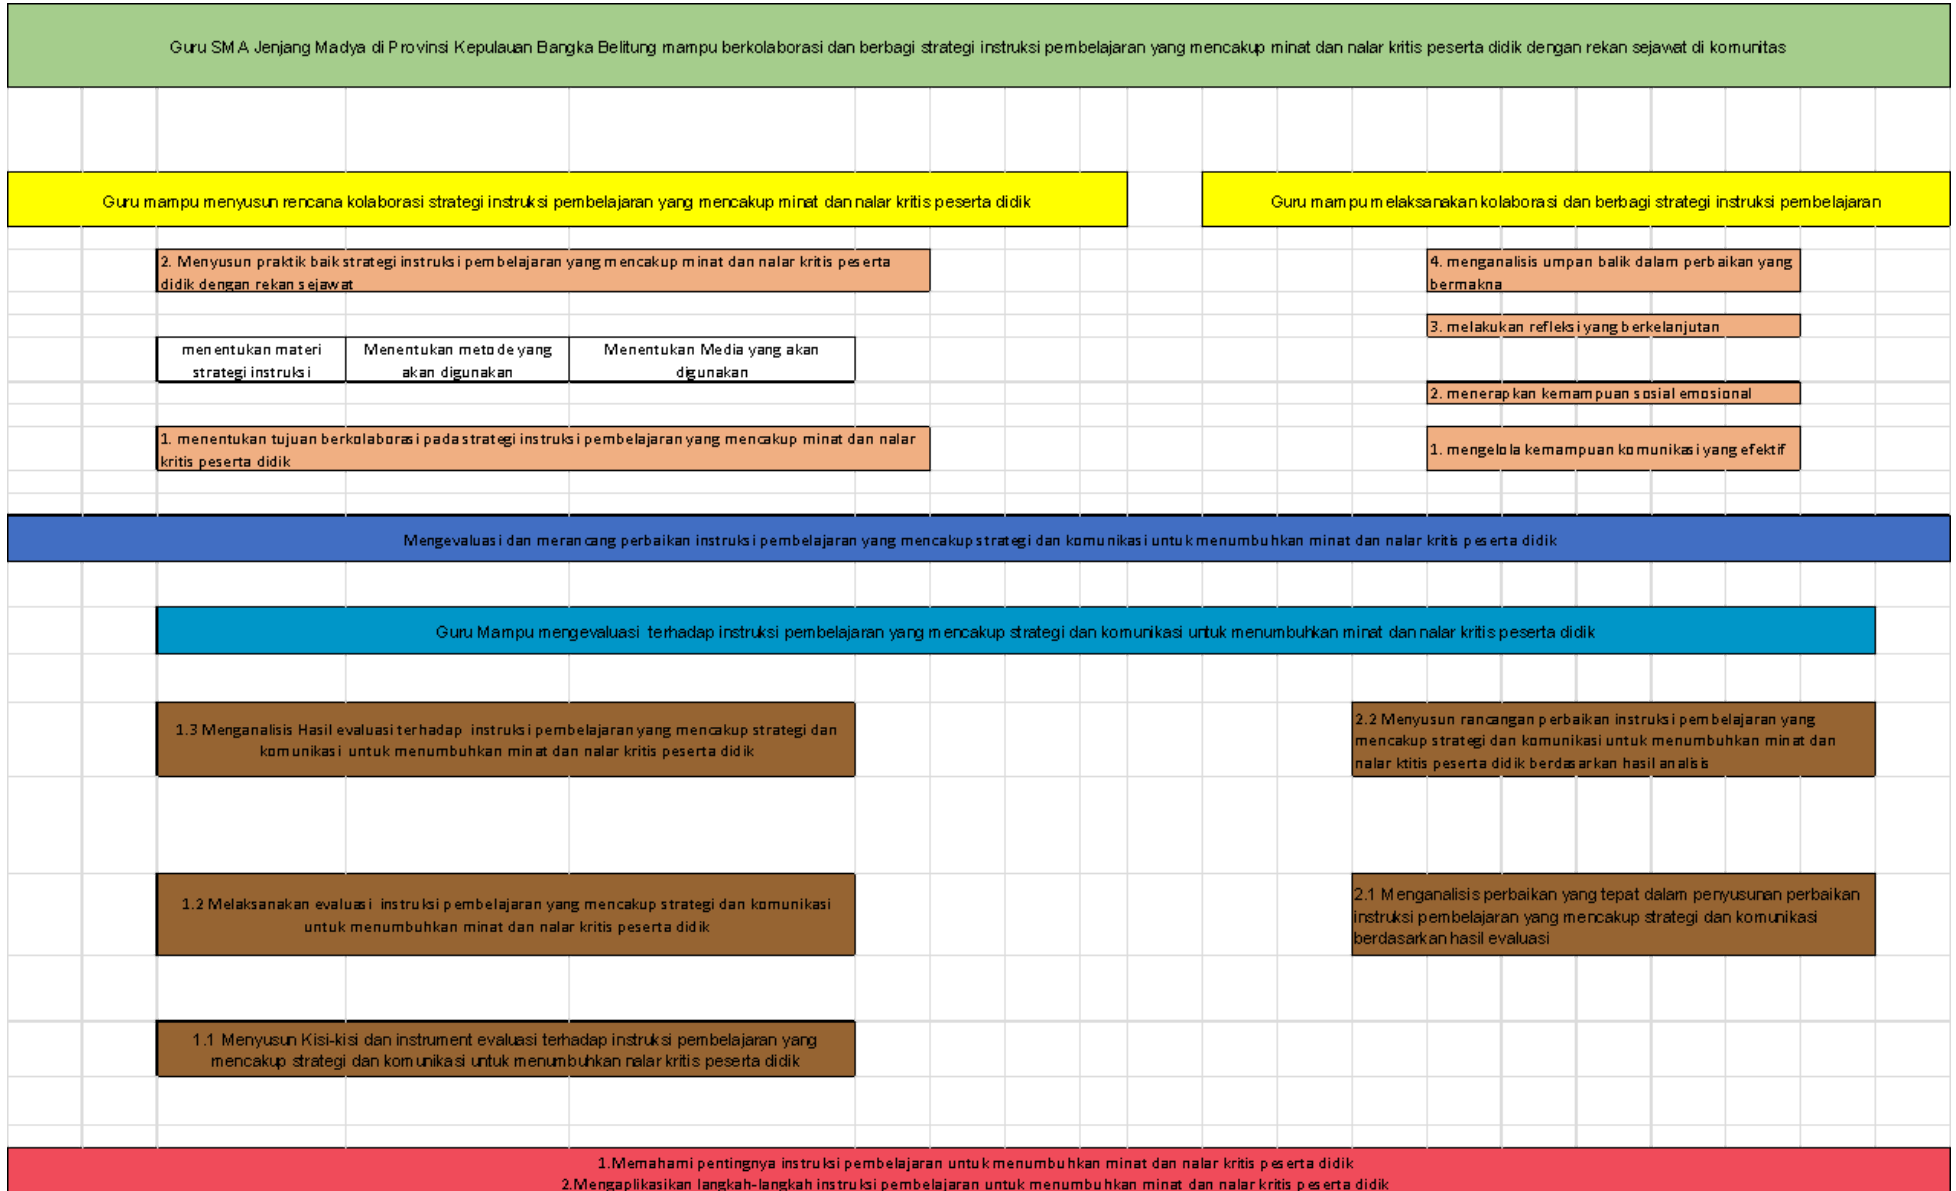 Guru SMA Jenjang Madya di Provinsi Kepulauan Bangka Belitung mampu berkolaborasi dan berbagi strategi instruksi pembelajaran yang mencakup minat dan nalar kritis peserta didik dengan rekan sejawat di komunitas
Guru mampu menyusun rencana kolaborasi strategi instruksi pembelajaran yang mencakup minat dan nalar kritis peserta didik
Guru mampu melaksanakan kolaborasi dan berbagi strategi instruksi pembelajaran
2. Menyusun praktik baik strategi instruksi pembelajaran yang mencakup minat dan nalar kritis peserta
didik dengan rekan sejawat
4. menganalisis umpan balik dalam perbaikan yang
bermakna
3. melakukan refleksi yang berkelanjutan
menentukan materi
strategi instruksi
Menentukan metode yang
akan digunakan
Menentukan Media yang akan
digunakan
2. menerapkan kemampuan sosial emosional
1. menentukan tujuan berkolaborasi pada strategi instruksi pembelajaran yang mencakup minat dan nalar
kritis peserta didik
1. mengelola kemampuan komunikasi yang efektif
Mengevaluasi dan merancang perbaikan instruksi pembelajaran yang mencakup strategi dan komunikasi untuk menumbuhkan minat dan nalar kritis peserta didik
Guru Mampu mengevaluasi terhadap instruksi pembelajaran yang mencakup strategi dan komunikasi untuk menumbuhkan minat dan nalar kritis peserta didik
1.3 Menganalisis Hasil evaluasi terhadap instruksi pembelajaran yang mencakup strategi dan
komunikasi untuk menumbuhkan minat dan nalar kritis peserta didik
2.2 Menyusun rancangan perbaikan instruksi pembelajaran yang
mencakup strategi dan komunikasi untuk menumbuhkan minat dan
nalar ktitis peserta didik berdasarkan hasil analisis
1.2 Melaksanakan evaluasi instruksi pembelajaran yang mencakup strategi dan komunikasi
untuk menumbuhkan minat dan nalar kritis peserta didik
2.1 Menganalisis perbaikan yang tepat dalam penyusunan perbaikan
instruksi pembelajaran yang mencakup strategi dan komunikasi
berdasarkan hasil evaluasi
1.1 Menyusun Kisi-kisi dan instrument evaluasi terhadap instruksi pembelajaran yang
mencakup strategi dan komunikasi untuk menumbuhkan nalar kritis peserta didik
1.Memahami pentingnya instruksi pembelajaran untuk menumbuhkan minat dan nalar kritis peserta didik
2.Mengaplikasikan langkah-langkah instruksi pembelajaran untuk menumbuhkan minat dan nalar kritis peserta didik